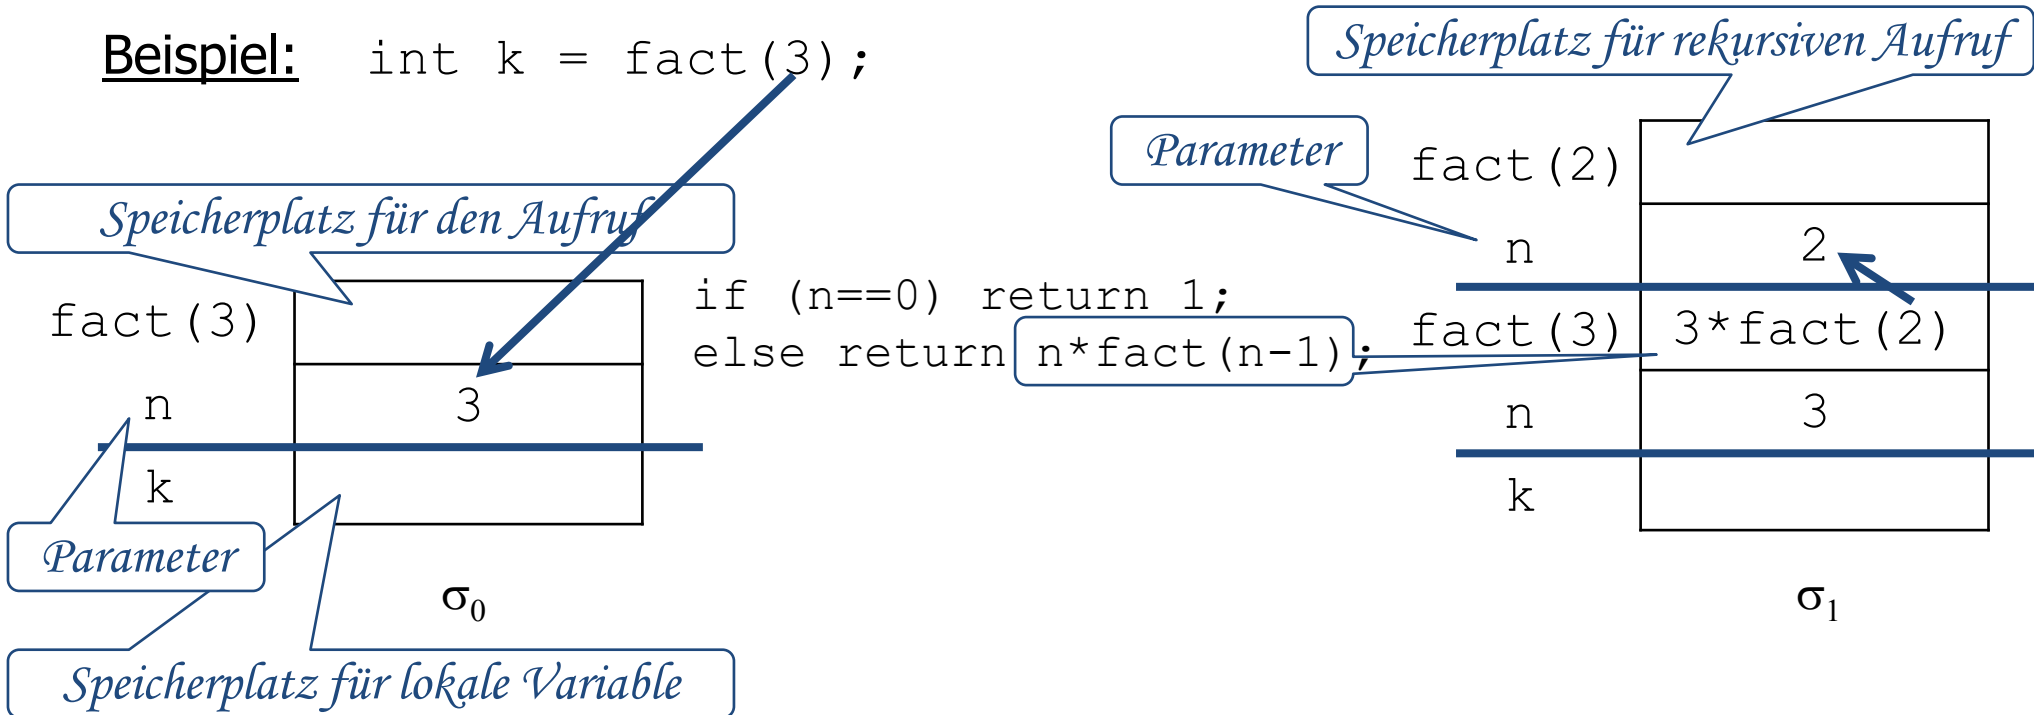 Beispiel: int k = fact(3);
Speicherplatz für rekursiven Aufruf
Parameter
fact(2)
Speicherplatz für den Aufruf
n 2
fact(3)
if (n==0) return 1;
else return n*fact(n-1);
fact(3) 3*fact(2)
n 3
n 3
k
k
Parameter
σ0
σ1
Speicherplatz für lokale Variable